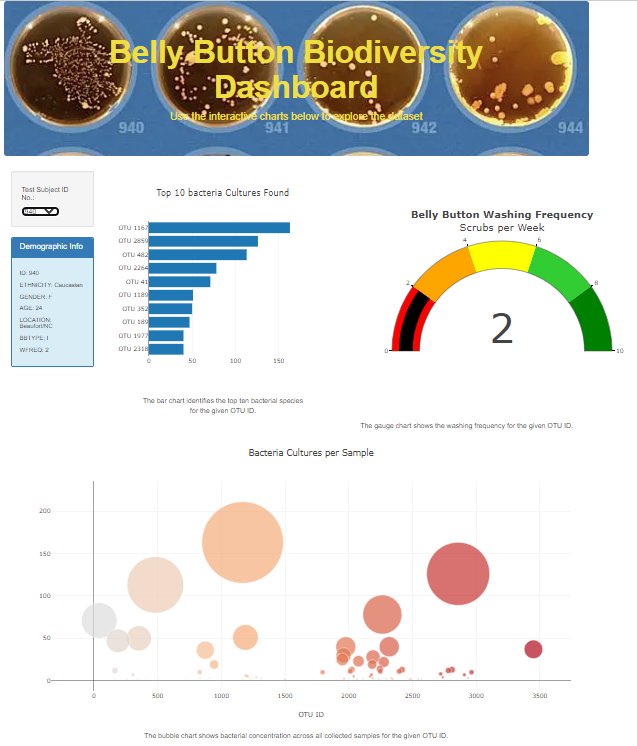 Belly Button Biodiversity
Dashboard
Use the interactive charts below to explore the dataset
940
941
942
944
Test Subject ID
No.:
940
Demographic Info
ID: 940
ETHNICITY: Caucasian
GENDER: F
AGE: 24
LOCATION:
Beaufort/NC
BBTYPE: I
WFREQ: 2
Top 10 bacteria Cultures Found
OTU 1167
OTU 2859
OTU 482
OTU 2264
OTU 41
OTU 1189
OTU 352
OTU 189
OTU 1977
OTU 2318
0 50 100 150
The bar chart identifies the top ten bacterial species
for the given OTU ID.
Belly Button Washing Frequency
Scrubs per Week
0
2
4
6
8
10
2
The gauge chart shows the washing frequency for the given OTU ID.
Bacteria Cultures per Sample
200
150
100
50
0
0 500 1000 1500 2000 2500 3000 3500
OTU ID
The bubble chart shows bacterial concentration across all collected samples for the given OTU ID.